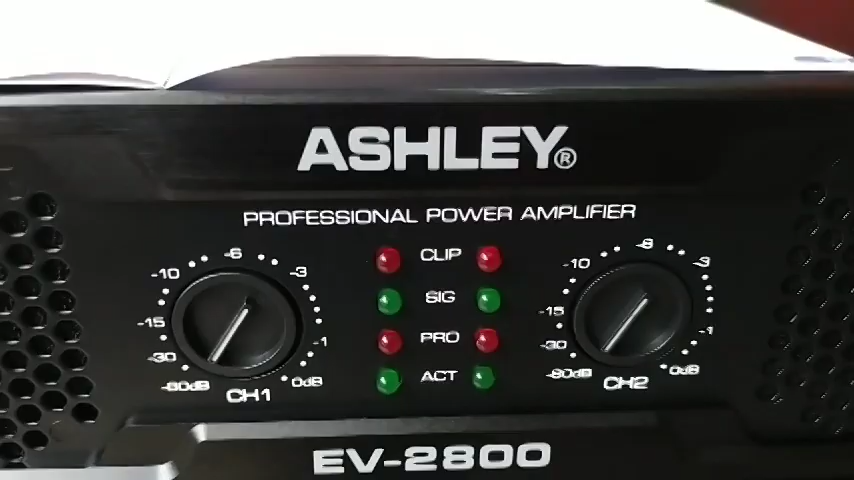 ASHLEY®
PROFESSIONAL POWER AMPLIFIER
-80dB -30 -15 -10 -6 -3 -1 0dB
CH1
CLIP
SIG
PRO
ACT
-80dB -30 -15 -10 -6 -3 -1 0dB
CH2
EV-2800